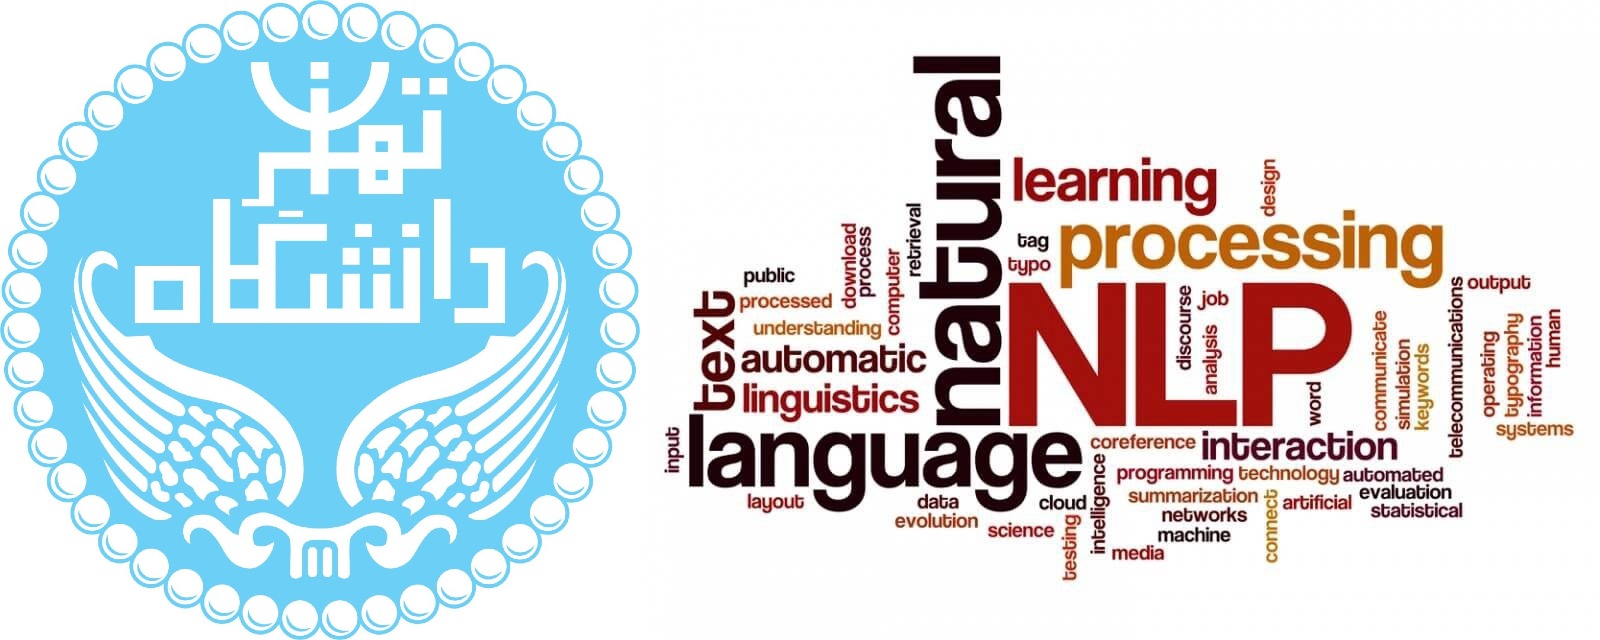 دانشگاه
تهران
natural
learning
design
processing
tag
typo
retrieval
download
process
computer
public
processed
understanding
text
automatic
linguistics
NLP
discourse
job
analysis
word
communicate
simulation
keywords
telecommunications
output
operating
typography
information
human
systems
input
language
coreference
interaction
programming
technology
automated
layout
data
cloud
intelligence
summarization
connect
artificial
evaluation
statistical
evolution
science
networks
machine
testing
media